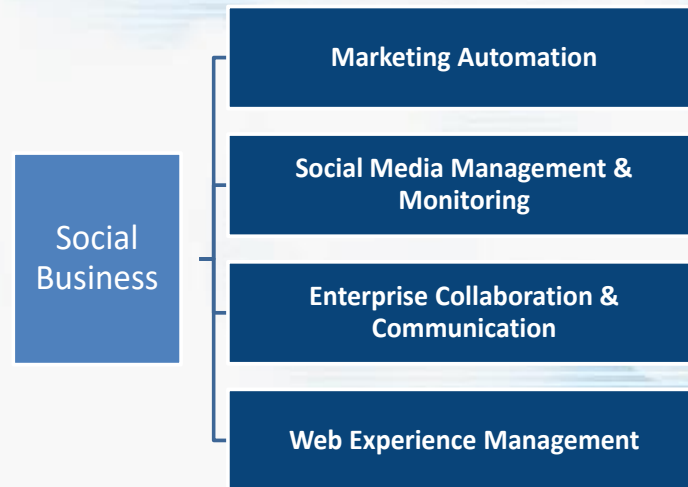 Marketing Automation
Social Media Management &
Monitoring
Social
Business
Enterprise Collaboration &
Communication
Web Experience Management